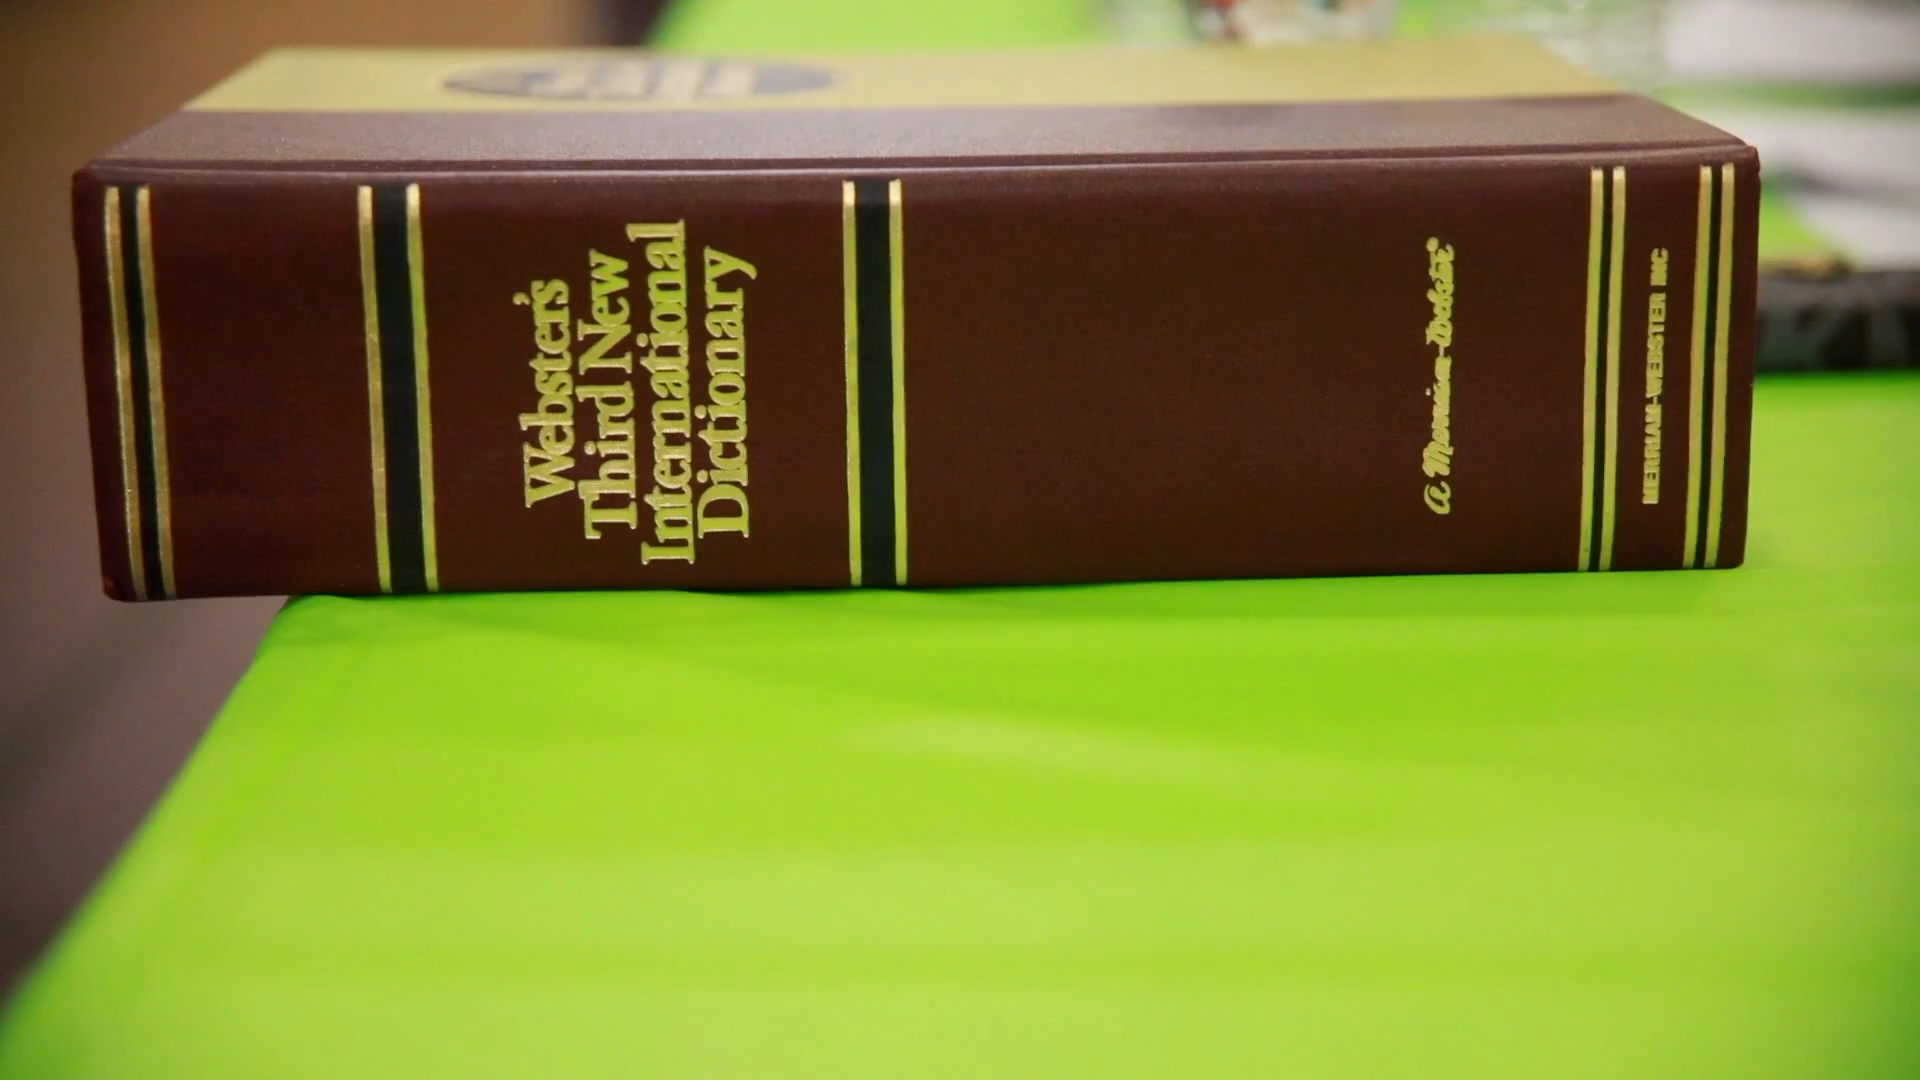 Webster's
Third New
International
Dictionary
a Merriam-Webster®
MERRIAM-WEBSTER INC